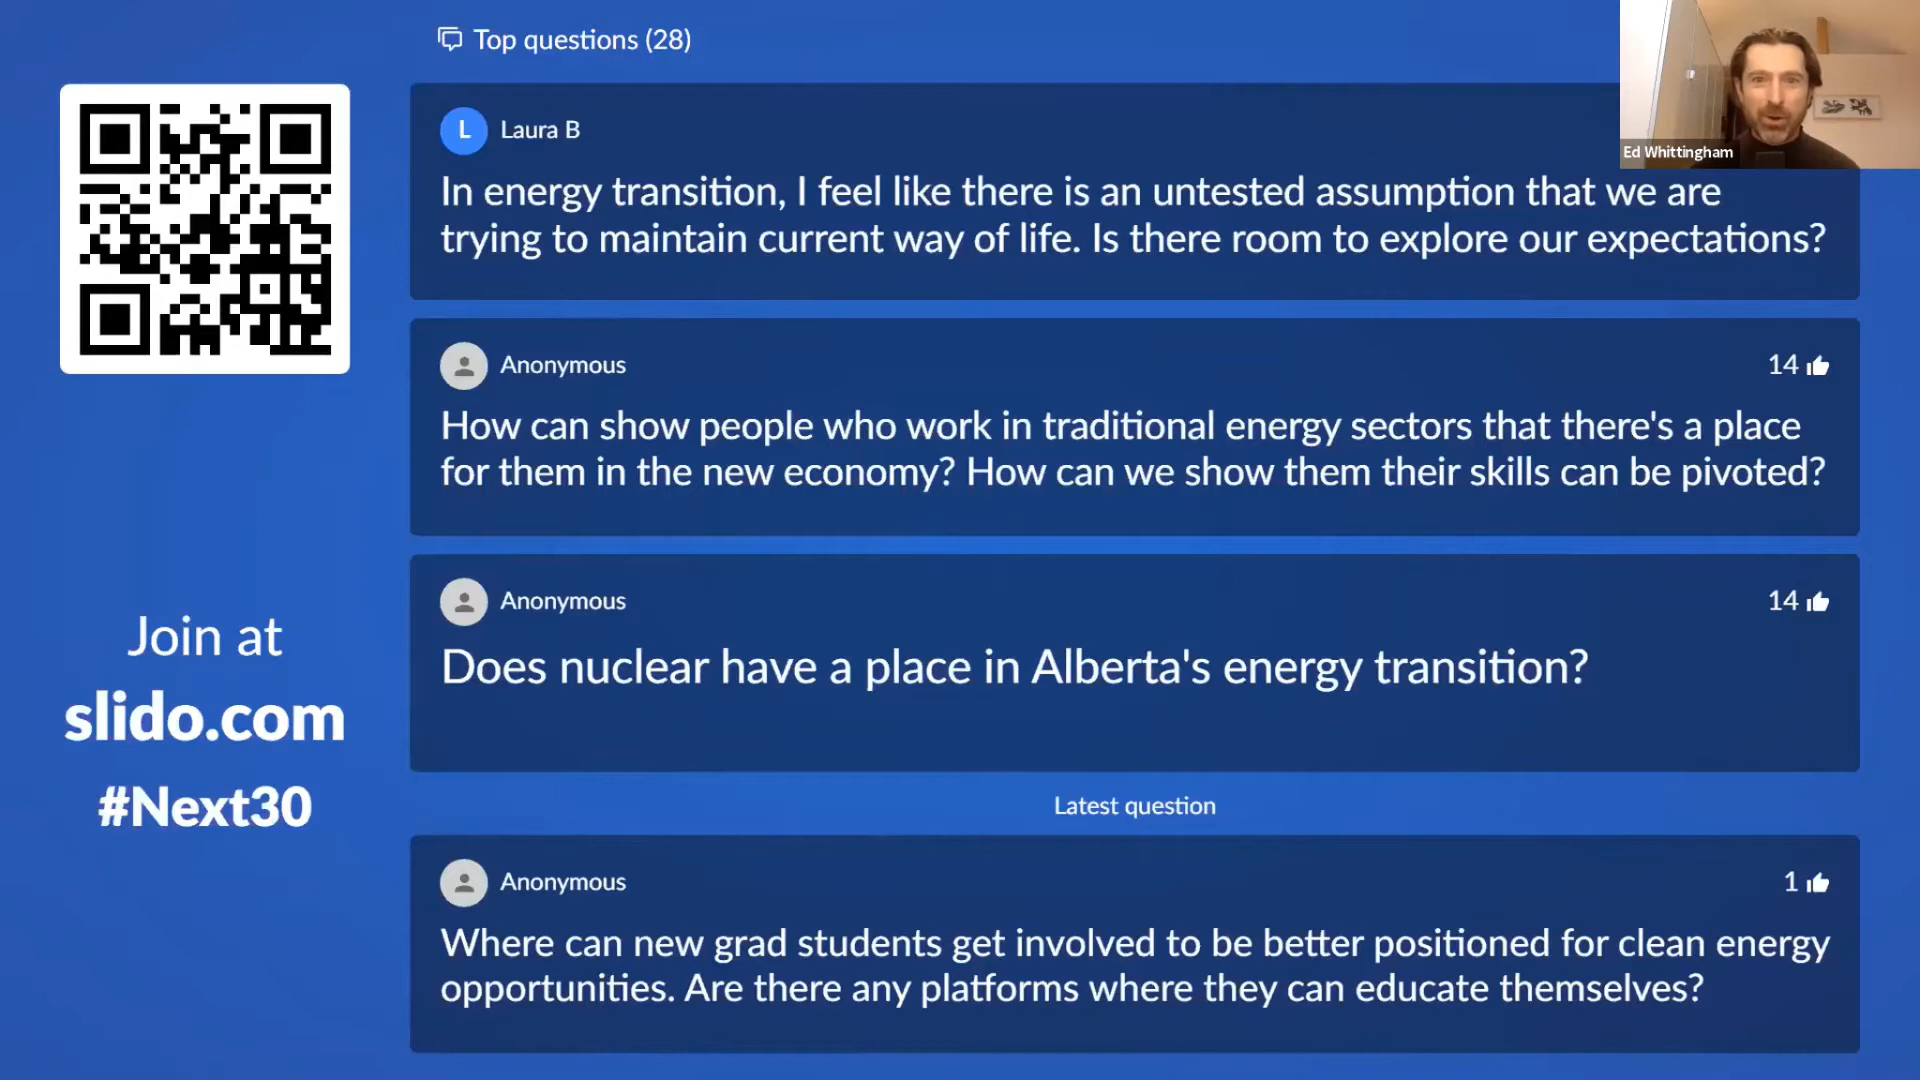 Top questions (28)
Ed Whittingham
L
Laura B
In energy transition, I feel like there is an untested assumption that we are
trying to maintain current way of life. Is there room to explore our expectations?
Anonymous
14
How can show people who work in traditional energy sectors that there's a place
for them in the new economy? How can we show them their skills can be pivoted?
Anonymous
14
Does nuclear have a place in Alberta's energy transition?
Join at
slido.com
#Next30
Latest question
Anonymous
1
Where can new grad students get involved to be better positioned for clean energy
opportunities. Are there any platforms where they can educate themselves?